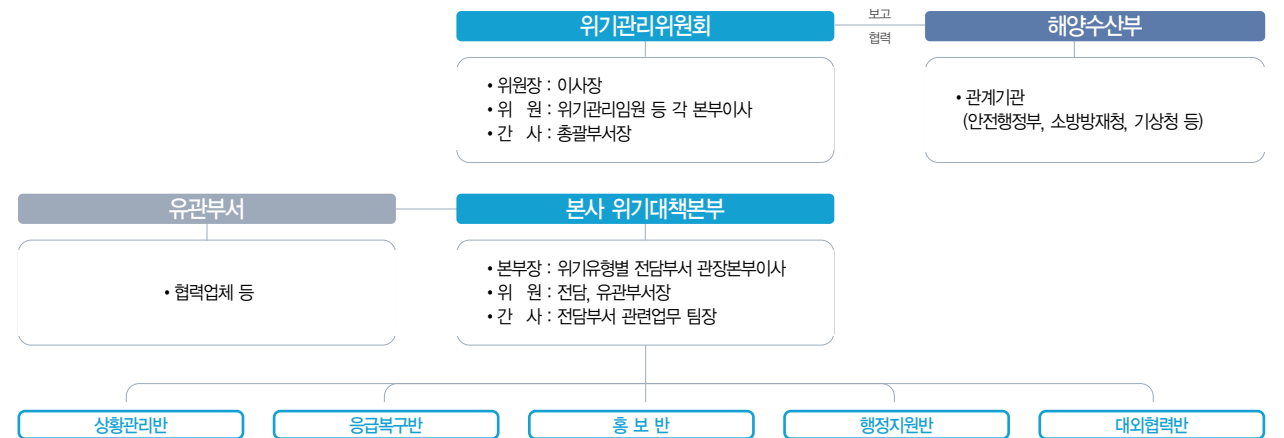 위기관리위원회
보고
협력
해양수산부
• 위원장 : 이사장
• 위 원 : 위기관리임원 등 각 본부이사
• 간 사 : 총괄부서장
• 관계기관
(안전행정부, 소방방재청, 기상청 등)
유관부서
본사 위기대책본부
• 협력업체 등
• 본부장 : 위기유형별 전담부서 관장본부이사
• 위 원 : 전담, 유관부서장
• 간 사 : 전담부서 관련업무 팀장
상황관리반
응급복구반
홍 보 반
행정지원반
대외협력반